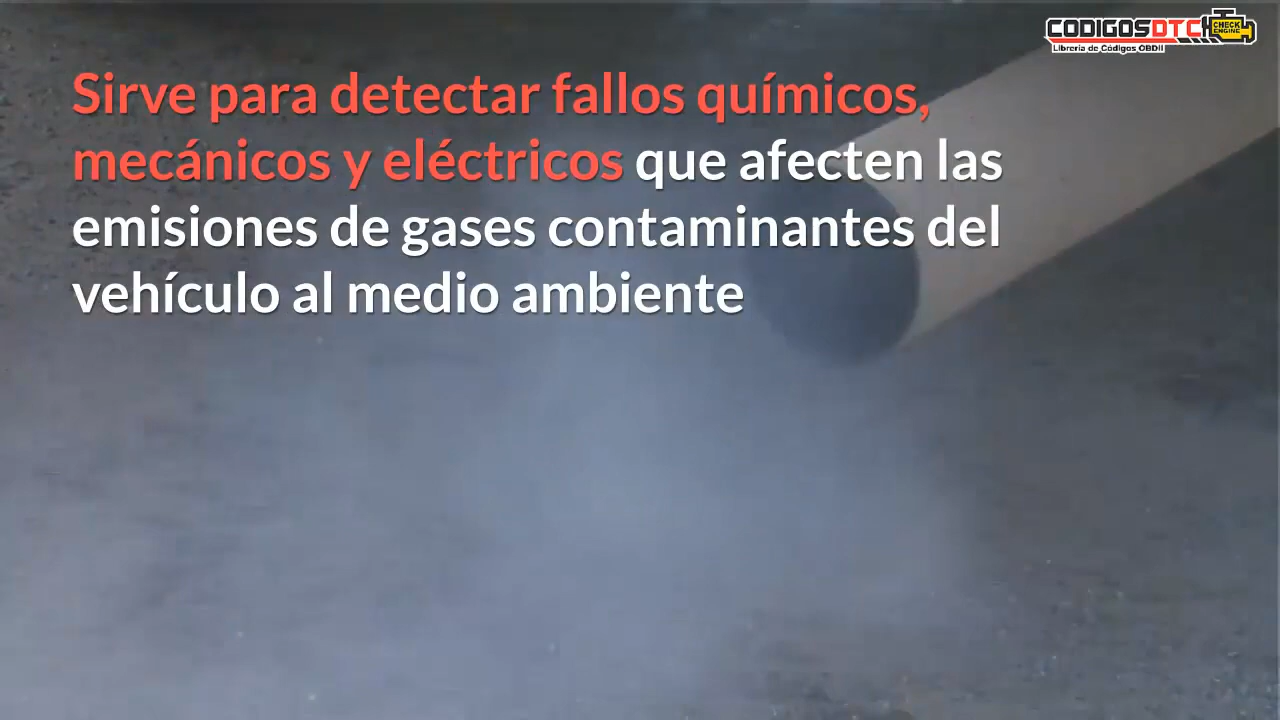 CODIGOSDTC
CHECK
ENGINE
Librería de Códigos OBDII
Sirve para detectar fallos químicos,
mecánicos y eléctricos que afecten las
emisiones de gases contaminantes del
vehículo al medio ambiente